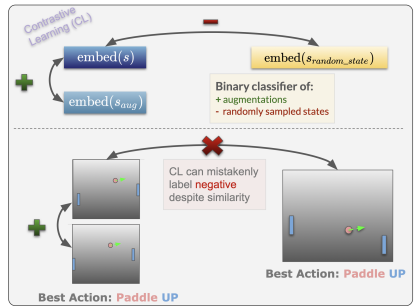 Contrastive
Learning (CL)
embed(s)
embed(s_random_state)
embed(s_aug)
Binary classifier of:
+ augmentations
- randomly sampled states
CL can mistakenly
label negative
despite similarity
Best Action: Paddle UP
Best Action: Paddle UP